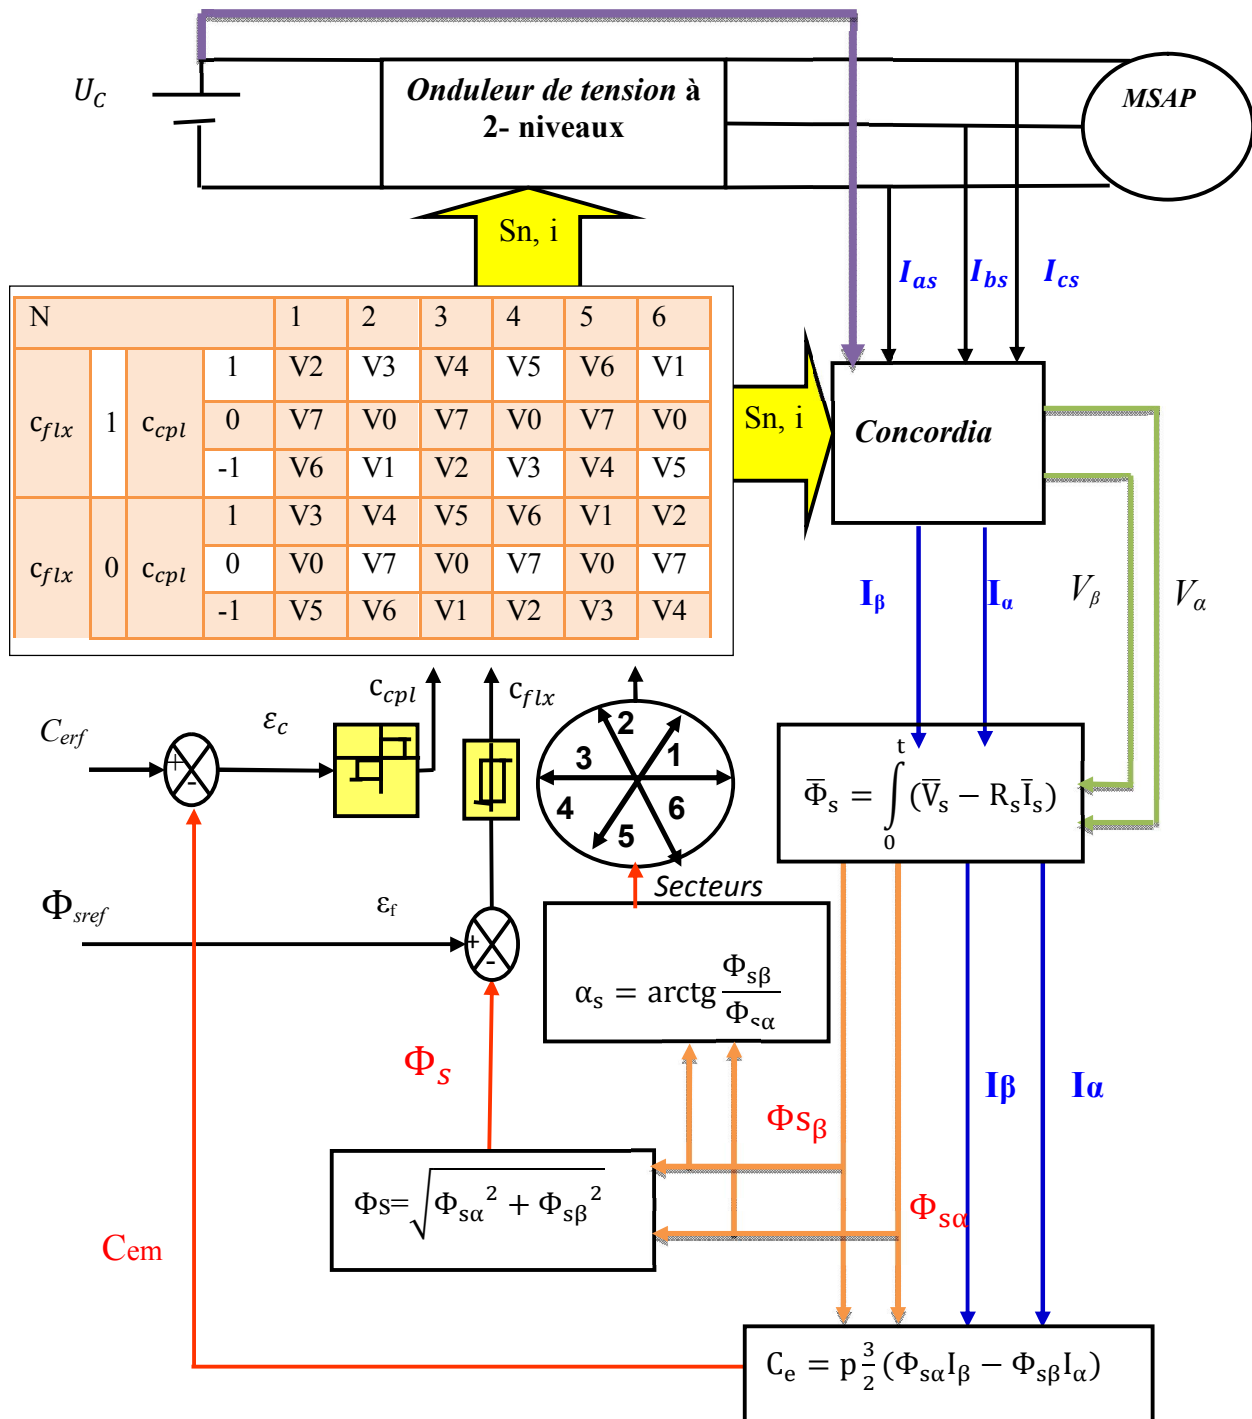 U_C
Onduleur de tension à
2- niveaux
MSAP
Sn, i
I_as I_bs I_cs
N 1 2 3 4 5 6
c_flx 1 c_cpl
1 V2 V3 V4 V5 V6 V1
0 V7 V0 V7 V0 V7 V0
-1 V6 V1 V2 V3 V4 V5
c_flx 0 c_cpl
1 V3 V4 V5 V6 V1 V2
0 V0 V7 V0 V7 V0 V7
-1 V5 V6 V1 V2 V3 V4
Sn, i
Concordia
I_β I_α
V_β V_α
c_cpl c_flx
C_erf
+
-
ε_c
2
3 1
4 6
5
Secteurs
Φ̄_s = ∫_0^t (V̄_s − R_s Ī_s)
Φ_sref
ε_f
+
-
α_s = arctg Φ_sβ / Φ_sα
Φ_s
Iβ Iα
Φs_β
Φs=√(Φ_sα² + Φ_sβ²)
Φ_sα
Cem
C_e = p 3/2 (Φ_sα I_β − Φ_sβ I_α)